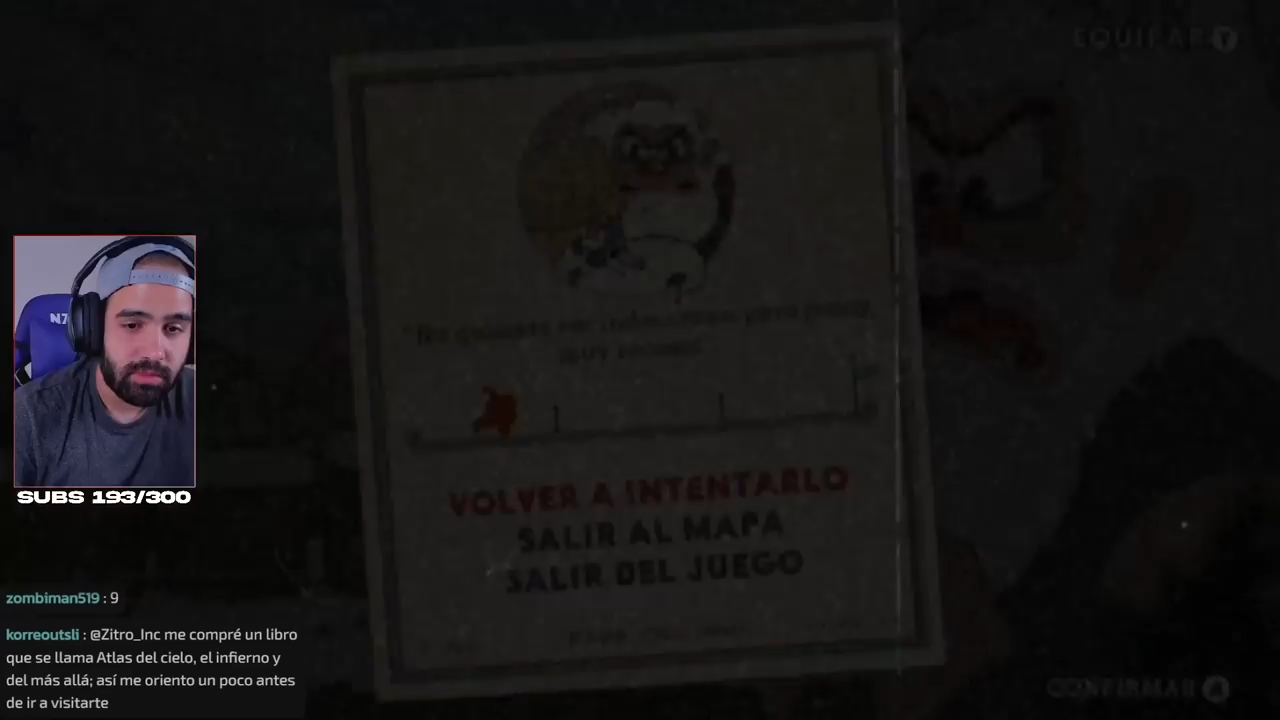 EQUIPAR Y
N7
VOLVER A INTENTARLO
SALIR AL MAPA
SALIR DEL JUEGO
SUBS 193/300
zombiman519 : 9
korreoutsli : @Zitro_Inc me compré un libro
que se llama Atlas del cielo, el infierno y
del más allá; así me oriento un poco antes
de ir a visitarte
CONFIRMAR A